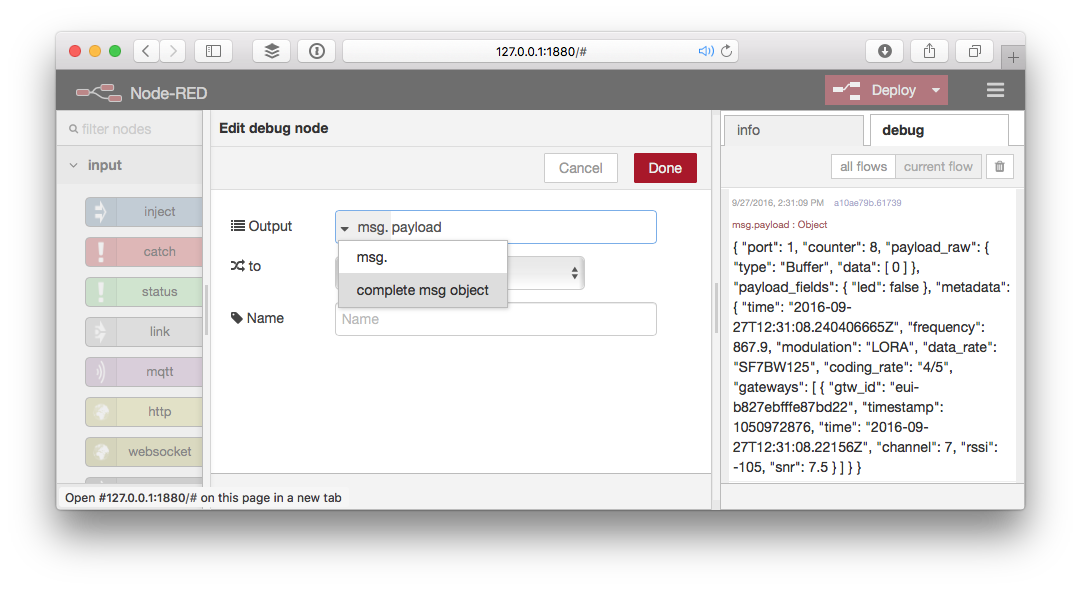 127.0.0.1:1880/#
Node-RED
Deploy
filter nodes
input
inject
catch
status
link
mqtt
http
websocket
Edit debug node
Cancel
Done
Output
msg. payload
msg.
complete msg object
to
Name
Name
info
debug
all flows
current flow
9/27/2016, 2:31:09 PM a10ae79b.61739
msg.payload : Object
{ "port": 1, "counter": 8, "payload_raw": {
"type": "Buffer", "data": [ 0 ] },
"payload_fields": { "led": false }, "metadata":
{ "time": "2016-09-
27T12:31:08.240406665Z", "frequency":
867.9, "modulation": "LORA", "data_rate":
"SF7BW125", "coding_rate": "4/5",
"gateways": [ { "gtw_id": "eui-
b827ebfffe87bd22", "timestamp":
1050972876, "time": "2016-09-
27T12:31:08.22156Z", "channel": 7, "rssi":
-105, "snr": 7.5 } ] } }
Open #127.0.0.1:1880/# on this page in a new tab